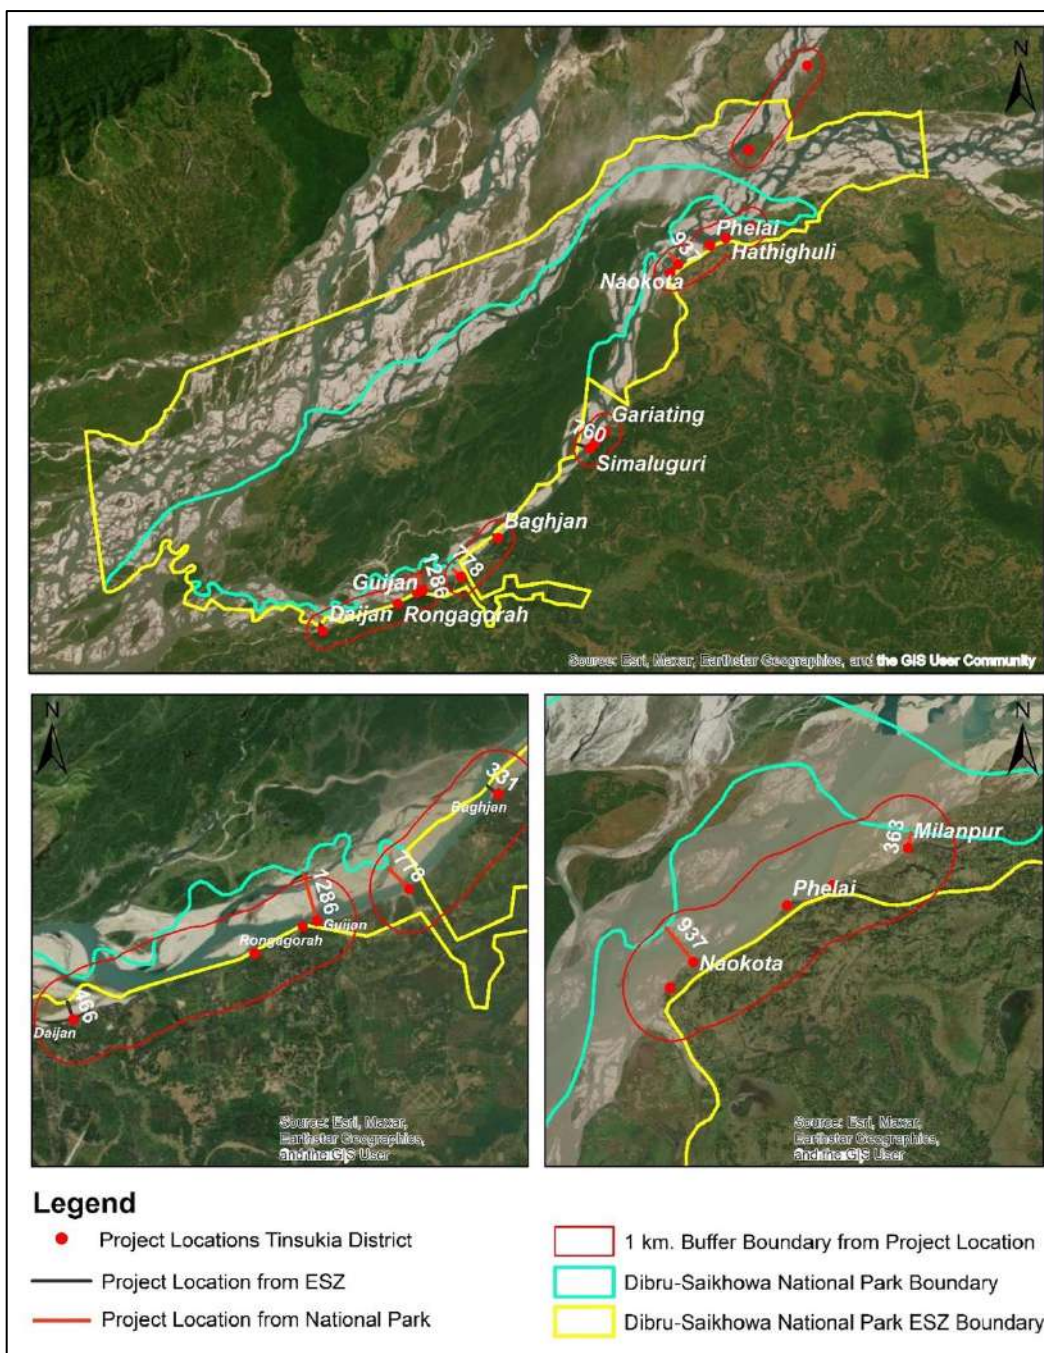 N
Phelai
937
Hathighuli
Naokota
Gariating
760
Simaluguri
Baghjan
778
1286
Guijan
Daijan
Rongagorah
Source: Esri, Maxar, Earthstar Geographics, and the GIS User Community
N
331
Baghjan
778
1286
Guijan
Rongagorah
466
Daijan
Source: Esri, Maxar,
Earthstar Geographics,
and the GIS User
N
363
Milanpur
Phelai
937
Naokota
Source: Esri, Maxar,
Earthstar Geographics,
and the GIS User
Legend
Project Locations Tinsukia District
Project Location from ESZ
Project Location from National Park
1 km. Buffer Boundary from Project Location
Dibru-Saikhowa National Park Boundary
Dibru-Saikhowa National Park ESZ Boundary